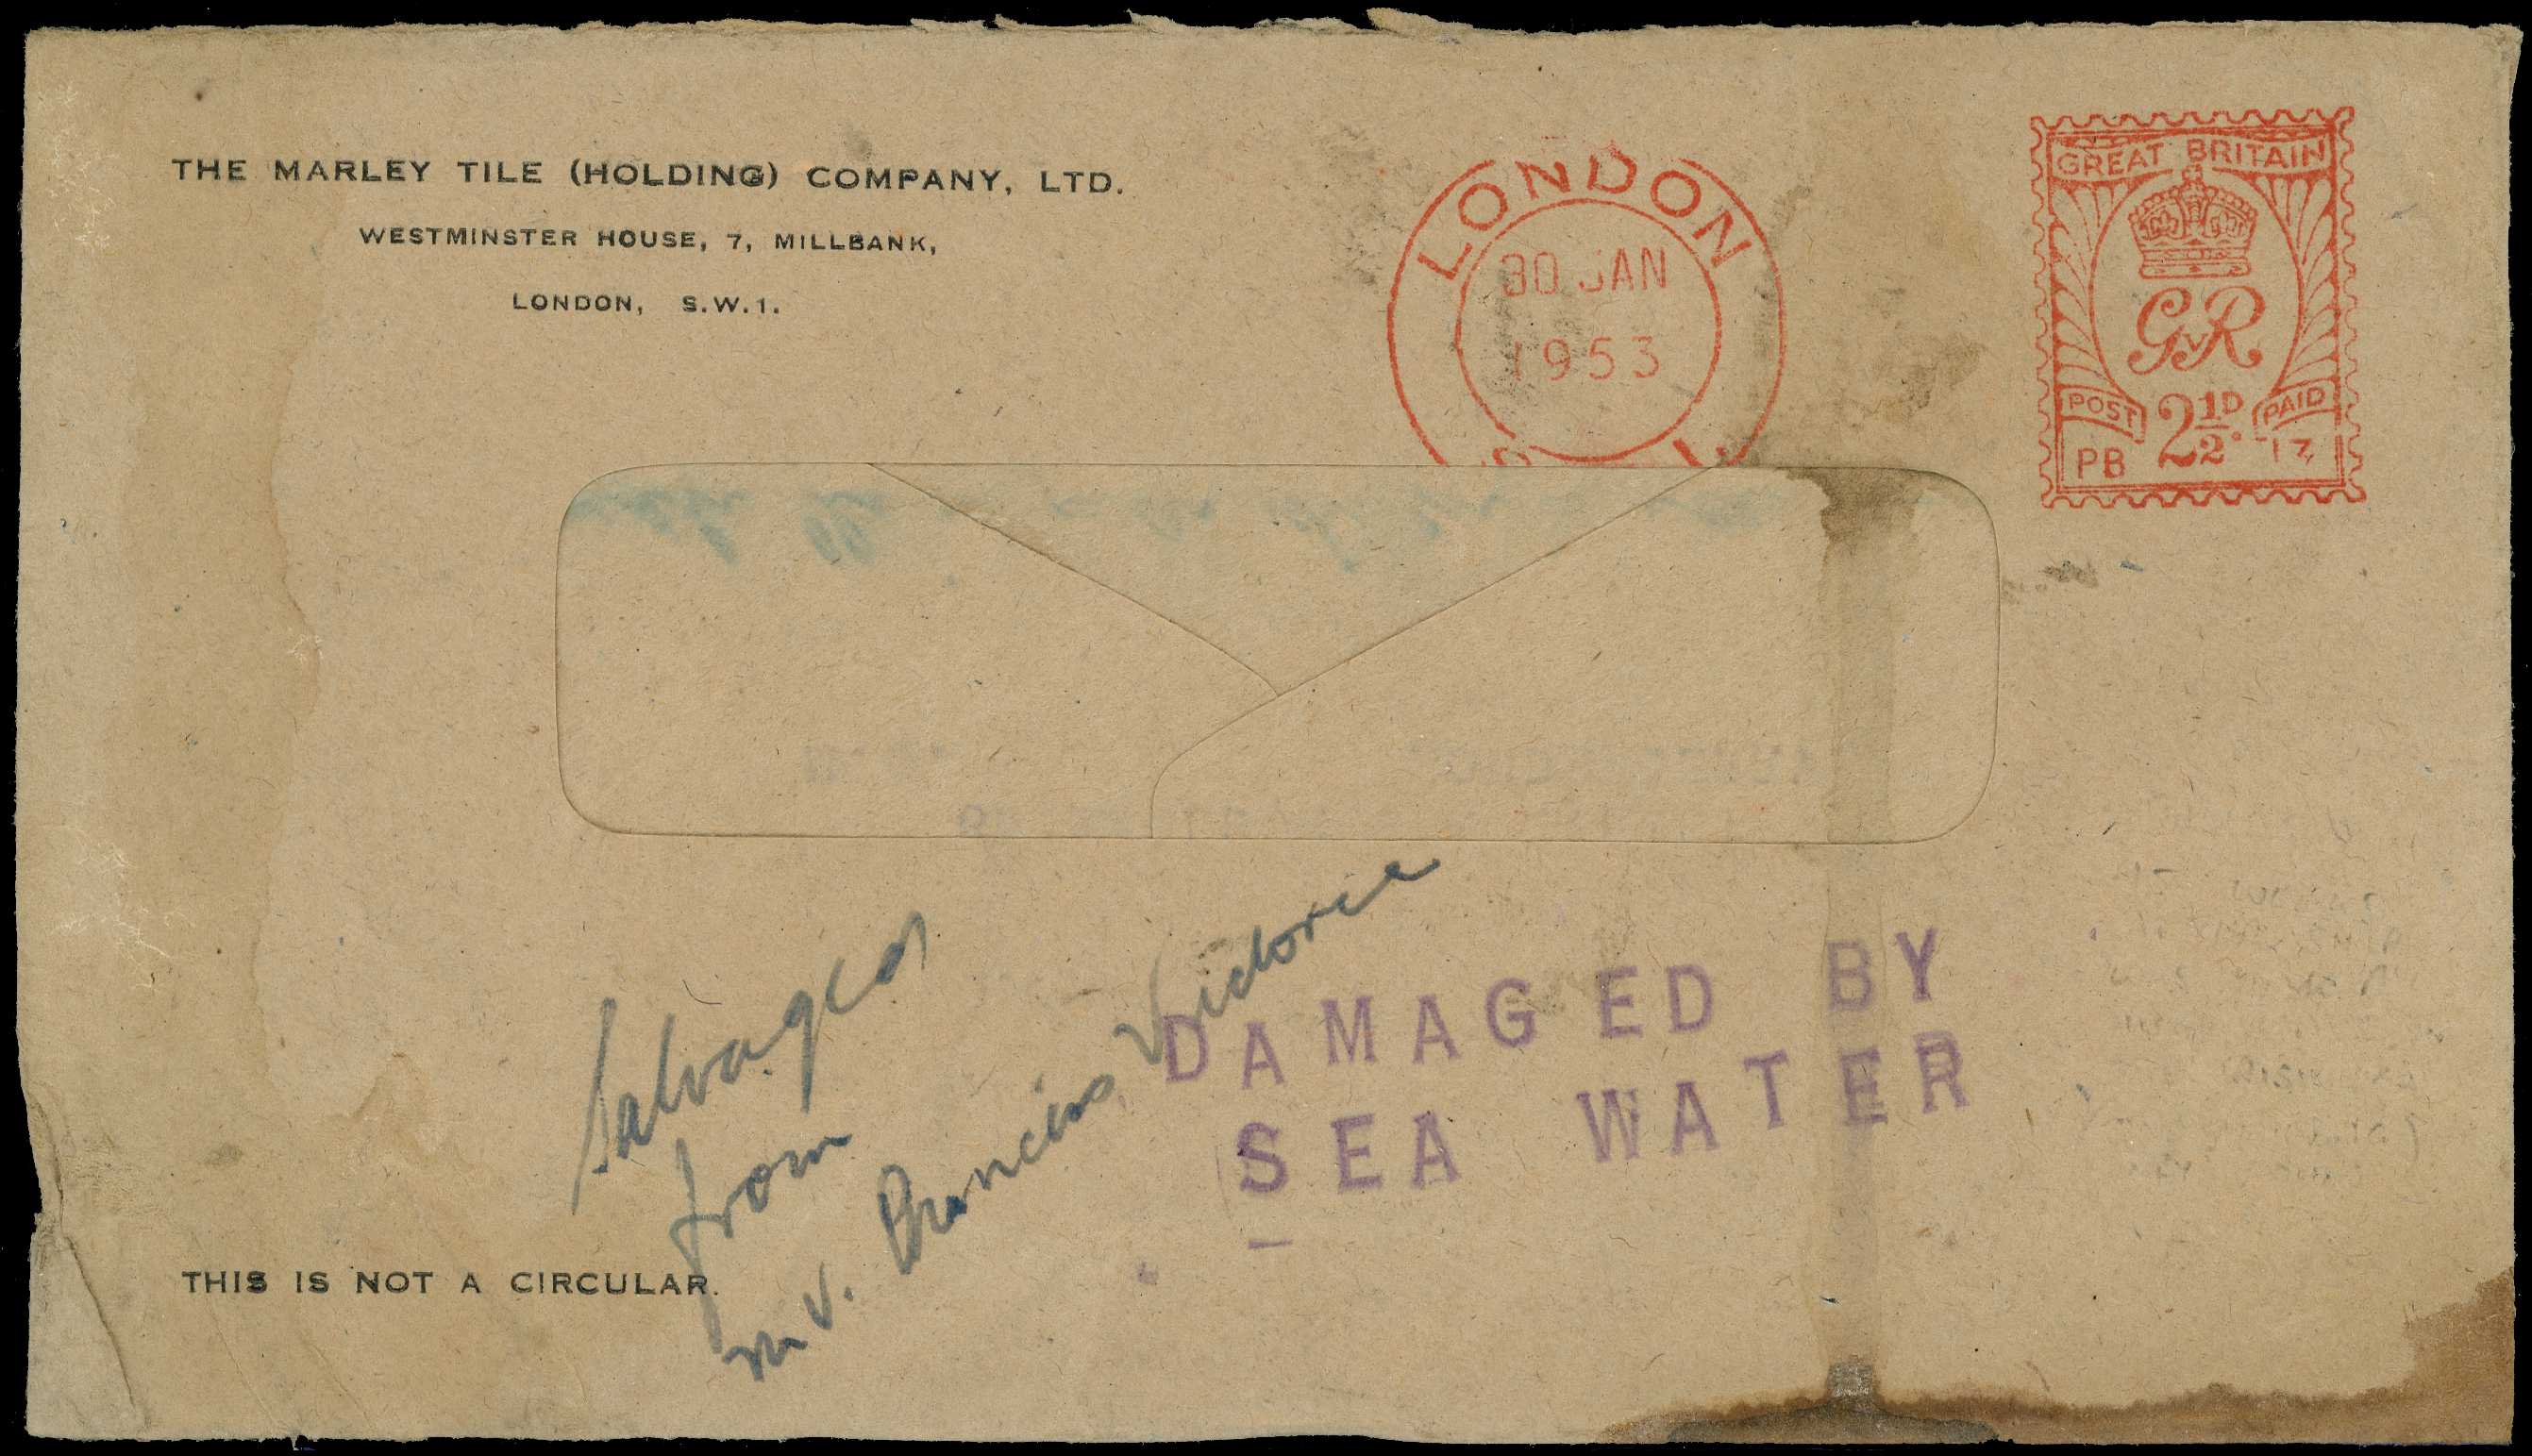 THE MARLEY TILE (HOLDING) COMPANY, LTD.
WESTMINSTER HOUSE, 7, MILLBANK,
LONDON, S.W.1.
LONDON
30 JAN
1953
GREAT BRITAIN
GvR
POST 2½D. PAID
PB 17
Salvaged
from
m v. Princess Victoria
DAMAGED BY
SEA WATER
THIS IS NOT A CIRCULAR.